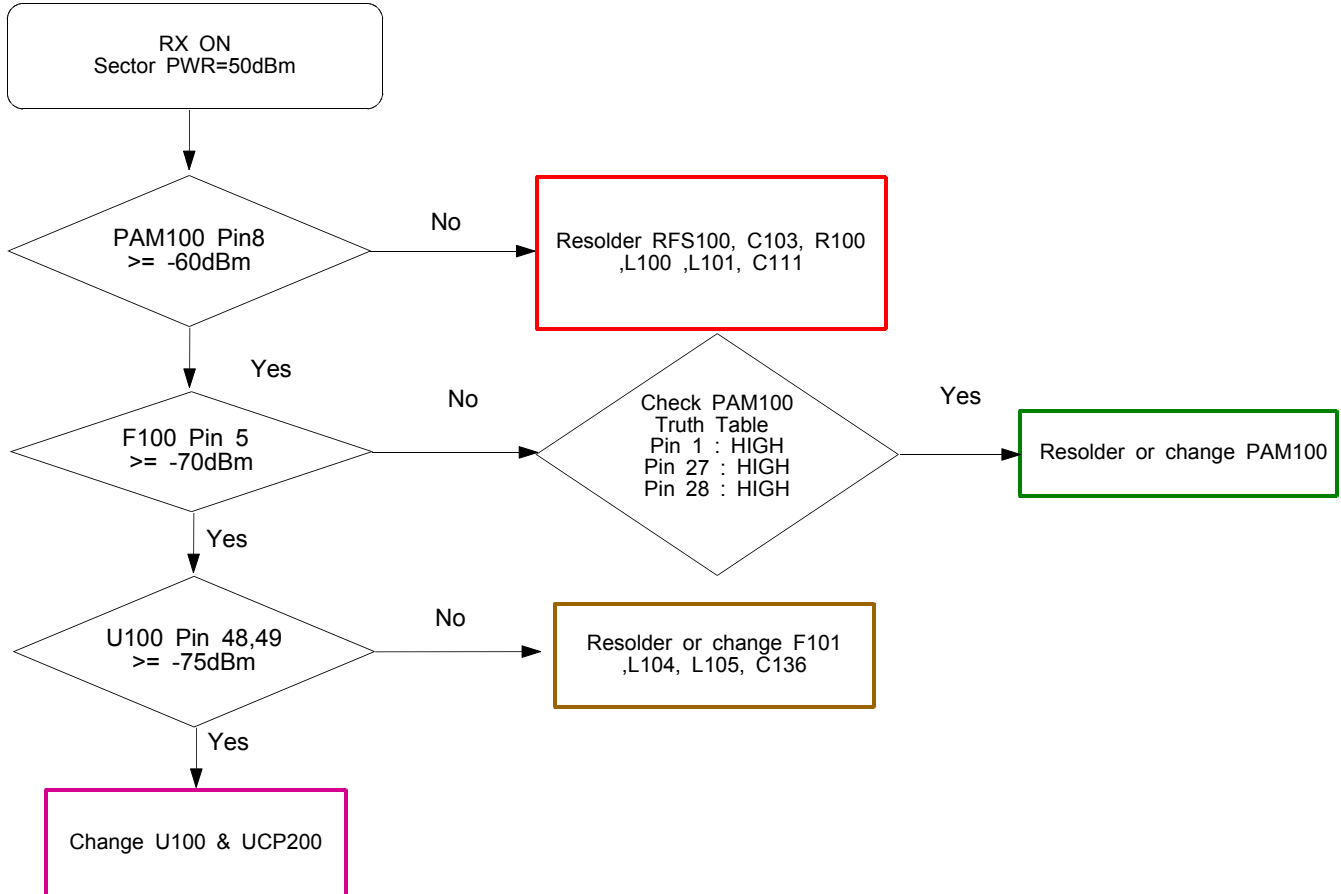 RX ON
Sector PWR=50dBm
PAM100 Pin8
>= -60dBm
No
Resolder RFS100, C103, R100
,L100 ,L101, C111
Yes
F100 Pin 5
>= -70dBm
No
Check PAM100
Truth Table
Pin 1 : HIGH
Pin 27 : HIGH
Pin 28 : HIGH
Yes
Resolder or change PAM100
Yes
U100 Pin 48,49
>= -75dBm
No
Resolder or change F101
,L104, L105, C136
Yes
Change U100 & UCP200